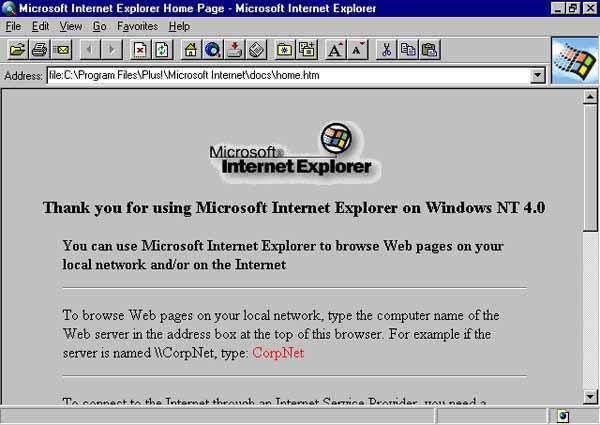 Microsoft Internet Explorer Home Page - Microsoft Internet Explorer
File Edit View Go Favorites Help
Address: file:C:\Program Files\Plus!\Microsoft Internet\docs\home.htm
Microsoft®
Internet Explorer
Thank you for using Microsoft Internet Explorer on Windows NT 4.0
You can use Microsoft Internet Explorer to browse Web pages on your
local network and/or on the Internet
To browse Web pages on your local network, type the computer name of the
Web server in the address box at the top of this browser. For example if the
server is named \\CorpNet, type: CorpNet
To connect to the Internet through an Internet Service Provider, you need a